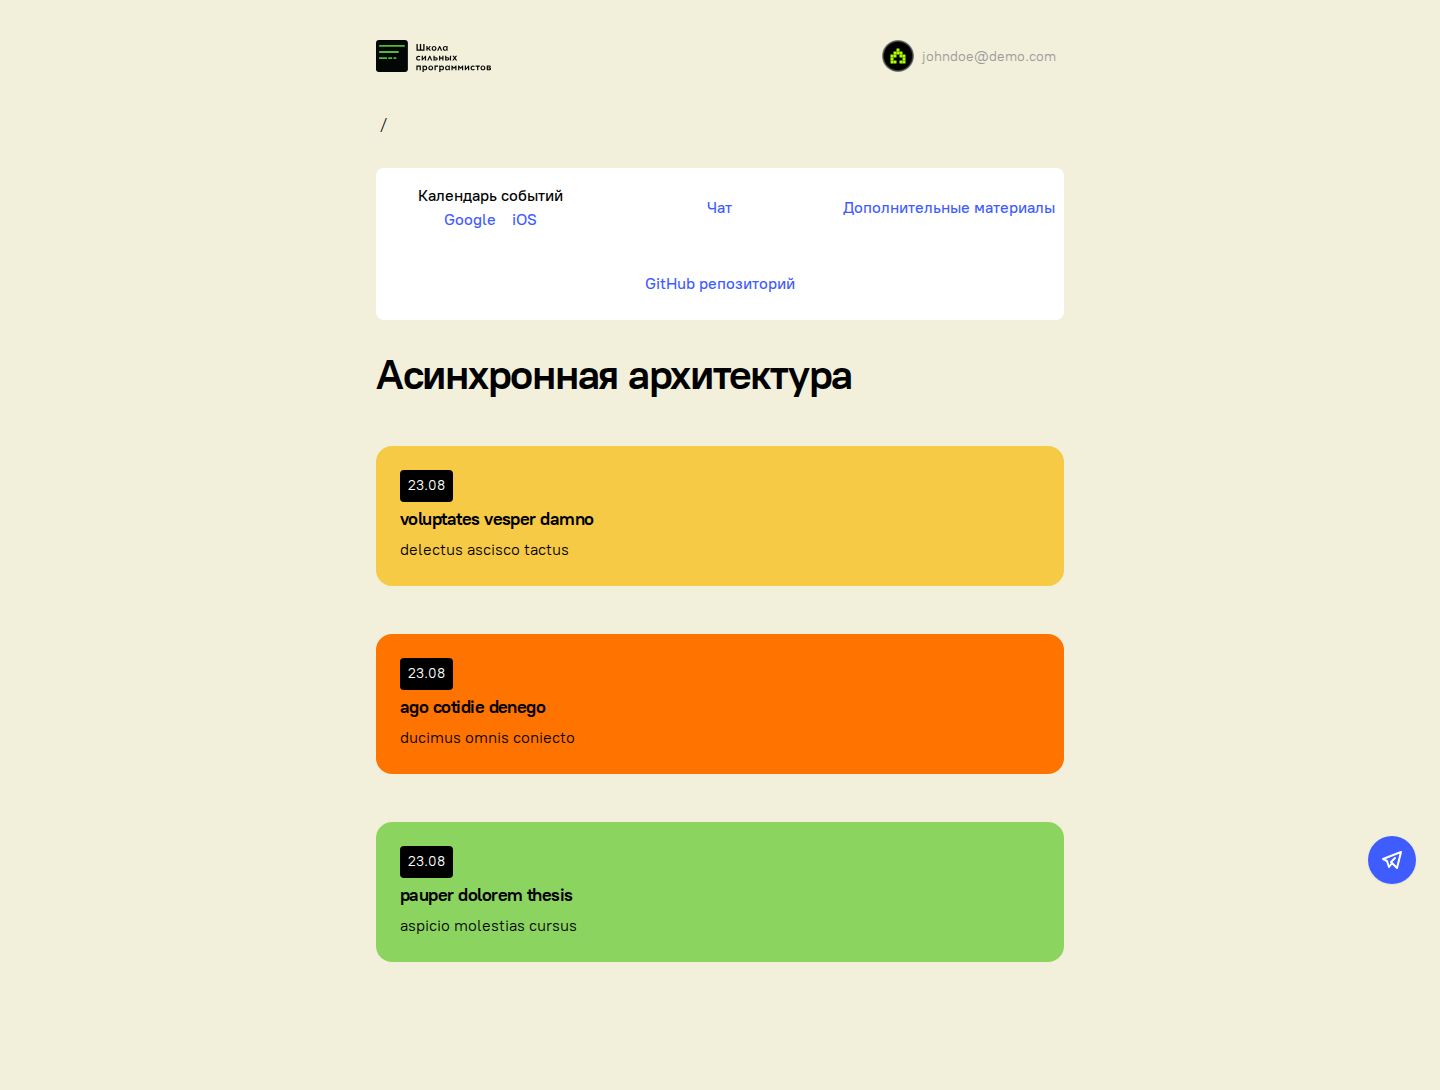 Школа
сильных
программистов
johndoe@demo.com
/
Календарь событий
Google iOS
Чат
Дополнительные материалы
GitHub репозиторий
Асинхронная архитектура
23.08
voluptates vesper damno
delectus ascisco tactus
23.08
ago cotidie denego
ducimus omnis coniecto
23.08
pauper dolorem thesis
aspicio molestias cursus